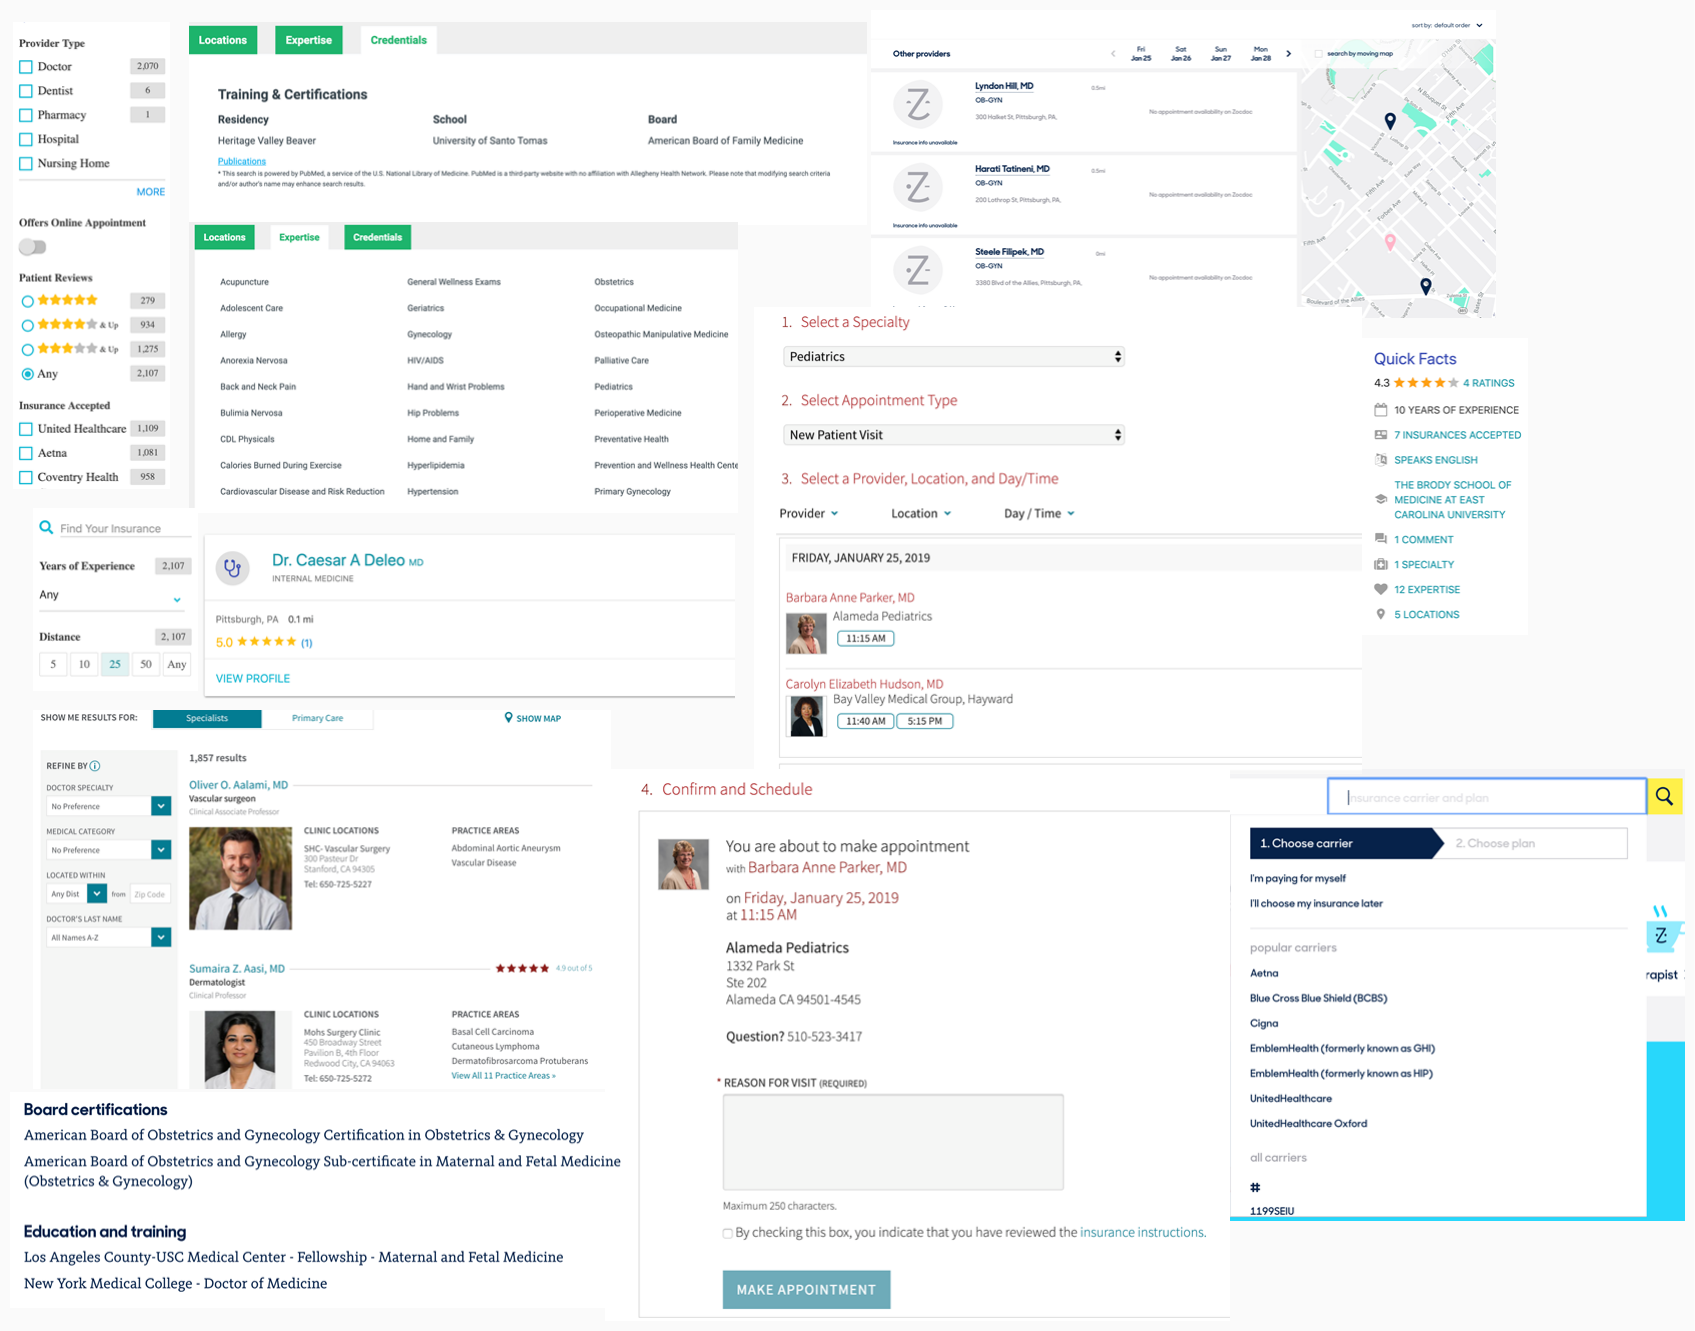 Provider Type
Doctor 2,070
Dentist 6
Pharmacy 1
Hospital
Nursing Home
MORE
Offers Online Appointment
Patient Reviews
279
& Up 934
& Up 1,275
Any 2,107
Insurance Accepted
United Healthcare 1,109
Aetna 1,081
Coventry Health 958
Find Your Insurance
Years of Experience 2,107
Any
Distance 2,107
5 10 25 50 Any
Locations Expertise Credentials
Training & Certifications
Residency School Board
Heritage Valley Beaver University of Santo Tomas American Board of Family Medicine
Publications
* This search is powered by PubMed, a service of the U.S. National Library of Medicine. PubMed is a third-party website with no affiliation with Allegheny Health Network. Please note that modifying search criteria
and/or author's name may enhance search results.
Locations Expertise Credentials
Acupuncture General Wellness Exams Obstetrics
Adolescent Care Geriatrics Occupational Medicine
Allergy Gynecology Osteopathic Manipulative Medicine
Anorexia Nervosa HIV/AIDS Palliative Care
Back and Neck Pain Hand and Wrist Problems Pediatrics
Bulimia Nervosa Hip Problems Perioperative Medicine
CDL Physicals Home and Family Preventative Health
Calories Burned During Exercise Hyperlipidemia Prevention and Wellness Health Cente
Cardiovascular Disease and Risk Reduction Hypertension Primary Gynecology
Dr. Caesar A Deleo MD
INTERNAL MEDICINE
Pittsburgh, PA 0.1 mi
5.0 (1)
VIEW PROFILE
sort by: default order
Other providers
Fri Sat Sun Mon
Jan 25 Jan 26 Jan 27 Jan 28
search by moving map
Lyndon Hill, MD 0.5mi
OB-GYN
300 Halket St, Pittsburgh, PA,
No appointment availability on Zocdoc
Insurance info unavailable
Harati Tatineni, MD 0.5mi
OB-GYN
200 Lothrop St, Pittsburgh, PA,
No appointment availability on Zocdoc
Insurance info unavailable
Steele Filipek, MD 0mi
OB-GYN
3380 Blvd of the Allies, Pittsburgh, PA,
No appointment availability on Zocdoc
N Bouquet St
Fifth Ave
Forbes Ave
Fifth Ave
Boulevard of the Allies
Bates St
1. Select a Specialty
Pediatrics
2. Select Appointment Type
New Patient Visit
3. Select a Provider, Location, and Day/Time
Provider Location Day / Time
FRIDAY, JANUARY 25, 2019
Barbara Anne Parker, MD
Alameda Pediatrics
11:15 AM
Carolyn Elizabeth Hudson, MD
Bay Valley Medical Group, Hayward
11:40 AM 5:15 PM
Quick Facts
4.3 4 RATINGS
10 YEARS OF EXPERIENCE
7 INSURANCES ACCEPTED
SPEAKS ENGLISH
THE BRODY SCHOOL OF
MEDICINE AT EAST
CAROLINA UNIVERSITY
1 COMMENT
1 SPECIALTY
12 EXPERTISE
5 LOCATIONS
SHOW ME RESULTS FOR: Specialists Primary Care SHOW MAP
REFINE BY
DOCTOR SPECIALTY
No Preference
MEDICAL CATEGORY
No Preference
LOCATED WITHIN
Any Dist from Zip Code
DOCTOR'S LAST NAME
All Names A-Z
1,857 results
Oliver O. Aalami, MD
Vascular surgeon
Clinical Associate Professor
CLINIC LOCATIONS
SHC- Vascular Surgery
300 Pasteur Dr
Stanford, CA 94305
Tel: 650-725-5227
PRACTICE AREAS
Abdominal Aortic Aneurysm
Vascular Disease
Sumaira Z. Aasi, MD 4.9 out of 5
Dermatologist
Clinical Professor
CLINIC LOCATIONS
Mohs Surgery Clinic
450 Broadway Street
Pavilion B, 4th Floor
Redwood City, CA 94063
Tel: 650-725-5272
PRACTICE AREAS
Basal Cell Carcinoma
Cutaneous Lymphoma
Dermatofibrosarcoma Protuberans
View All 11 Practice Areas »
Board certifications
American Board of Obstetrics and Gynecology Certification in Obstetrics & Gynecology
American Board of Obstetrics and Gynecology Sub-certificate in Maternal and Fetal Medicine
(Obstetrics & Gynecology)
Education and training
Los Angeles County-USC Medical Center - Fellowship - Maternal and Fetal Medicine
New York Medical College - Doctor of Medicine
4. Confirm and Schedule
You are about to make appointment
with Barbara Anne Parker, MD
on Friday, January 25, 2019
at 11:15 AM
Alameda Pediatrics
1332 Park St
Ste 202
Alameda CA 94501-4545
Question? 510-523-3417
* REASON FOR VISIT (REQUIRED)
Maximum 250 characters.
By checking this box, you indicate that you have reviewed the insurance instructions.
MAKE APPOINTMENT
Insurance carrier and plan
1. Choose carrier 2. Choose plan
I'm paying for myself
I'll choose my insurance later
popular carriers
Aetna
Blue Cross Blue Shield (BCBS)
Cigna
EmblemHealth (formerly known as GHI)
EmblemHealth (formerly known as HIP)
UnitedHealthcare
UnitedHealthcare Oxford
all carriers
#
1199SEIU
rapist